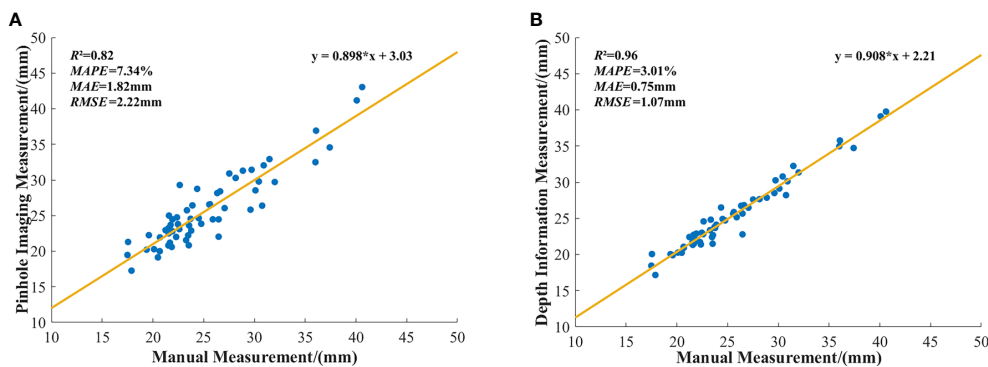 A
R²=0.82
MAPE=7.34%
MAE=1.82mm
RMSE=2.22mm
y = 0.898*x + 3.03
Pinhole Imaging Measurement/(mm)
50
45
40
35
30
25
20
15
10
10 15 20 25 30 35 40 45 50
Manual Measurement/(mm)
B
R²=0.96
MAPE=3.01%
MAE=0.75mm
RMSE=1.07mm
y = 0.908*x + 2.21
Depth Information Measurement/(mm)
50
45
40
35
30
25
20
15
10
10 15 20 25 30 35 40 45 50
Manual Measurement/(mm)